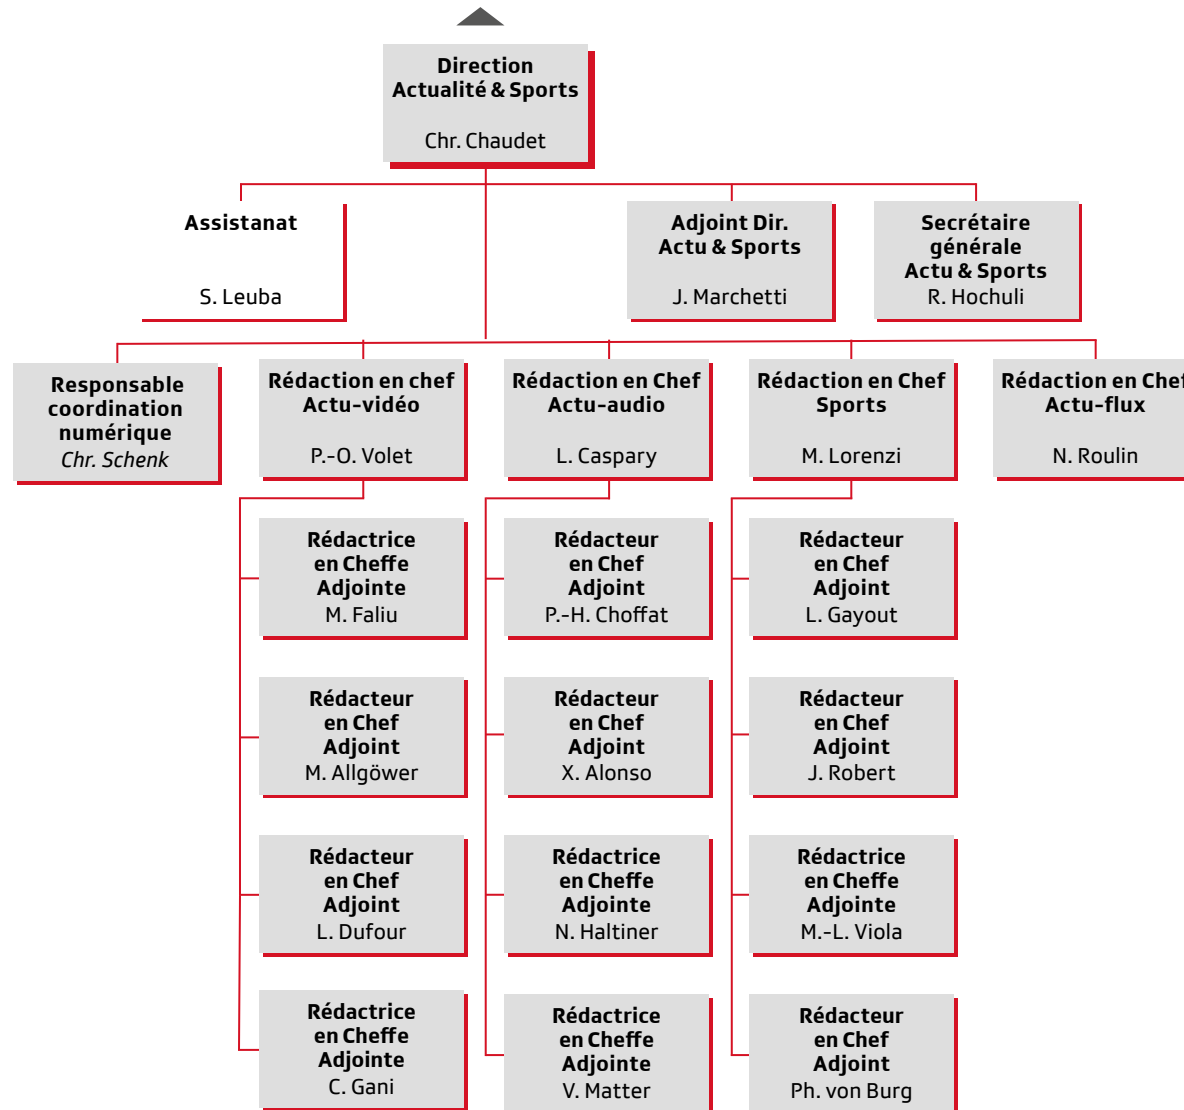 Direction
Actualité & Sports
Chr. Chaudet
Assistanat
S. Leuba
Adjoint Dir.
Actu & Sports
J. Marchetti
Secrétaire
générale
Actu & Sports
R. Hochuli
Responsable
coordination
numérique
Chr. Schenk
Rédaction en chef
Actu-vidéo
P.-O. Volet
Rédaction en Chef
Actu-audio
L. Caspary
Rédaction en Chef
Sports
M. Lorenzi
Rédaction en Chef
Actu-flux
N. Roulin
Rédactrice
en Cheffe
Adjointe
M. Faliu
Rédacteur
en Chef
Adjoint
P.-H. Choffat
Rédacteur
en Chef
Adjoint
L. Gayout
Rédacteur
en Chef
Adjoint
M. Allgöwer
Rédacteur
en Chef
Adjoint
X. Alonso
Rédacteur
en Chef
Adjoint
J. Robert
Rédacteur
en Chef
Adjoint
L. Dufour
Rédactrice
en Cheffe
Adjointe
N. Haltiner
Rédactrice
en Cheffe
Adjointe
M.-L. Viola
Rédactrice
en Cheffe
Adjointe
C. Gani
Rédactrice
en Cheffe
Adjointe
V. Matter
Rédacteur
en Chef
Adjoint
Ph. von Burg